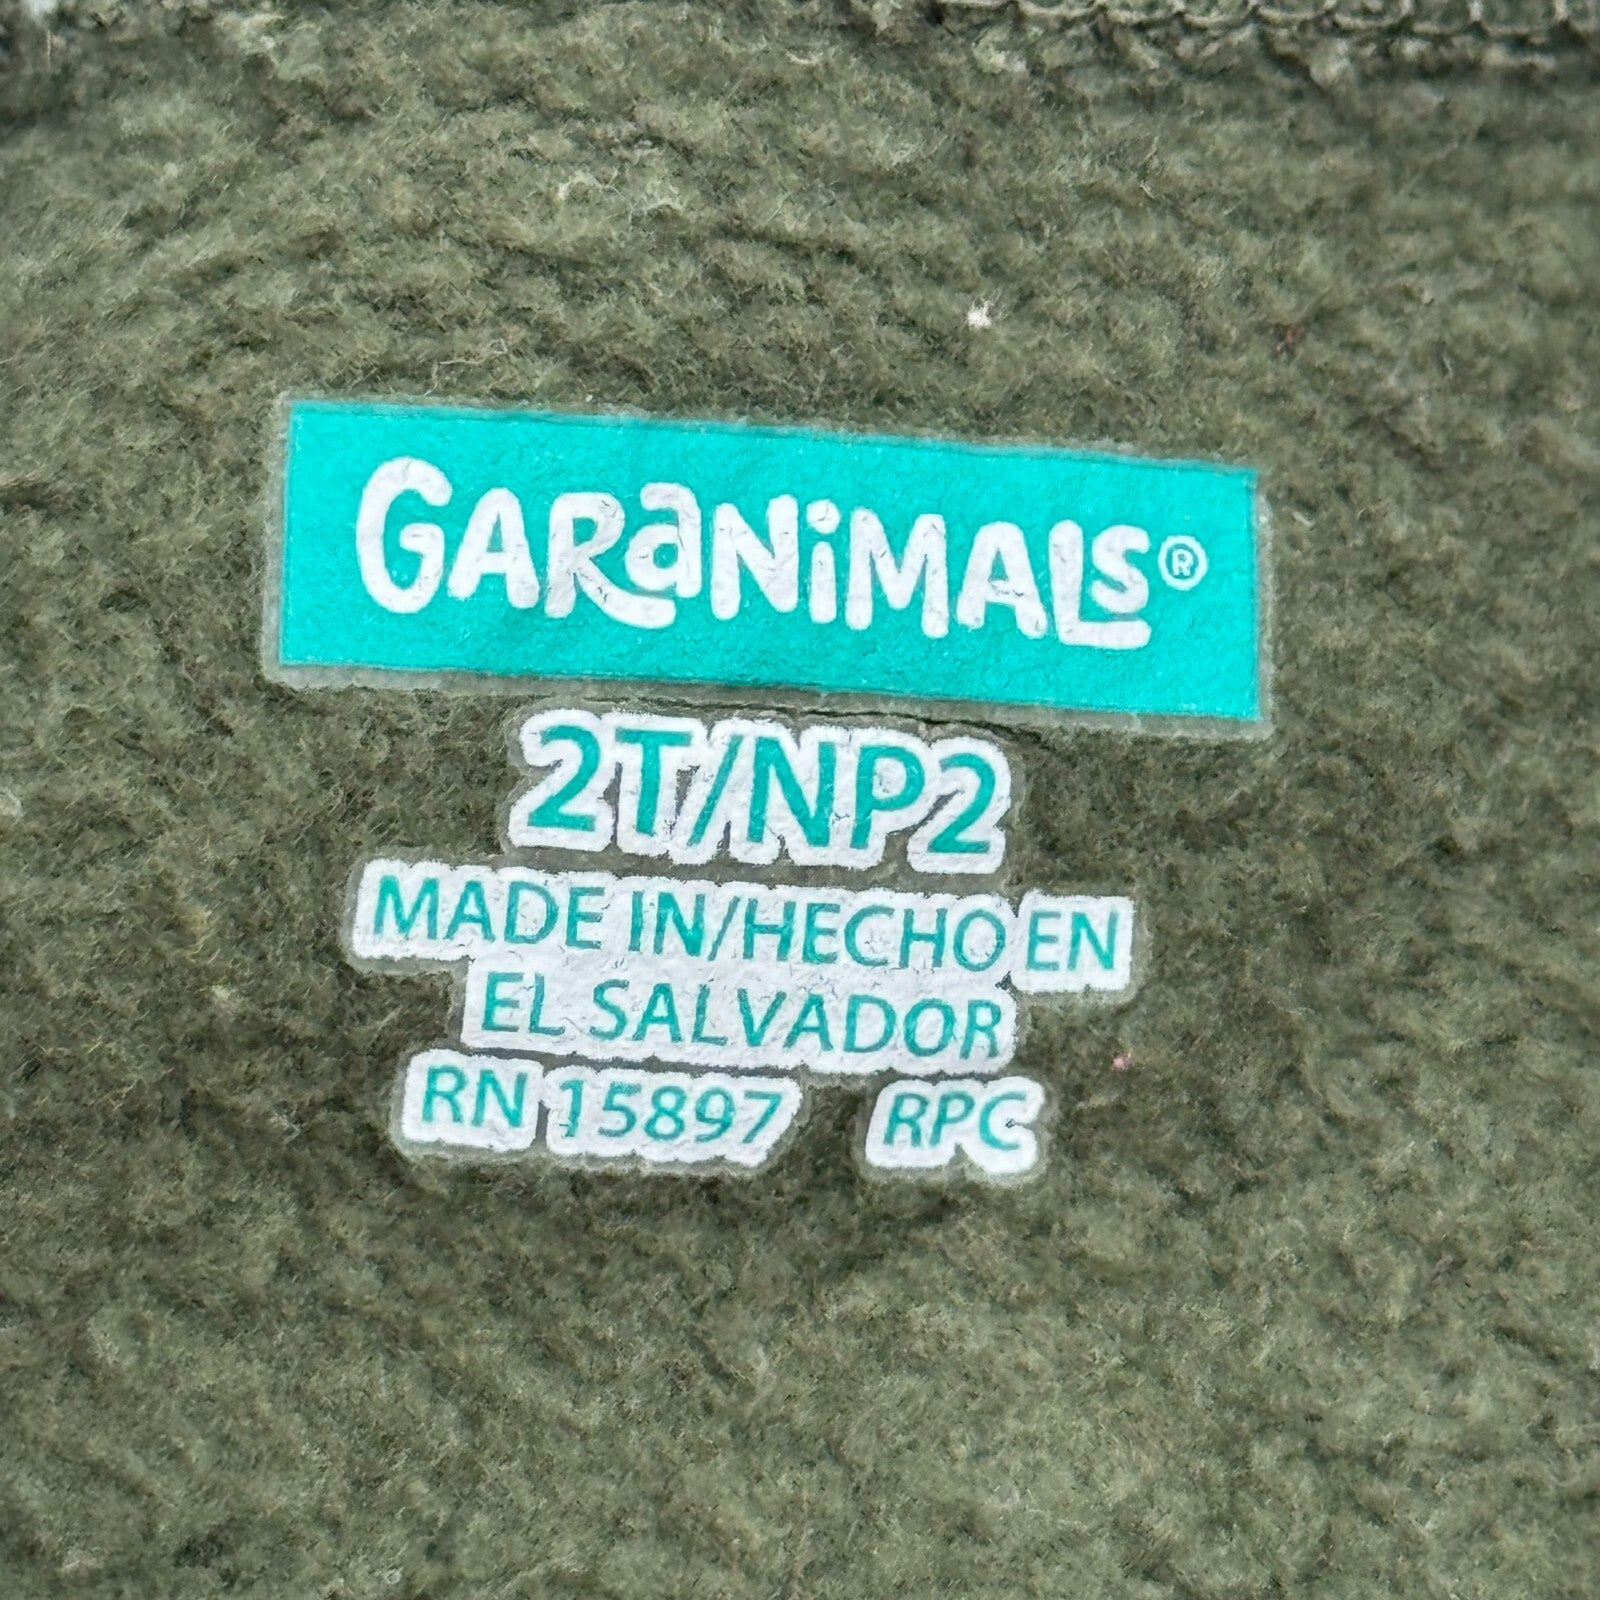 GARaNiMALS®
2T/NP2
MADE IN/HECHO EN
EL SALVADOR
RN 15897 RPC